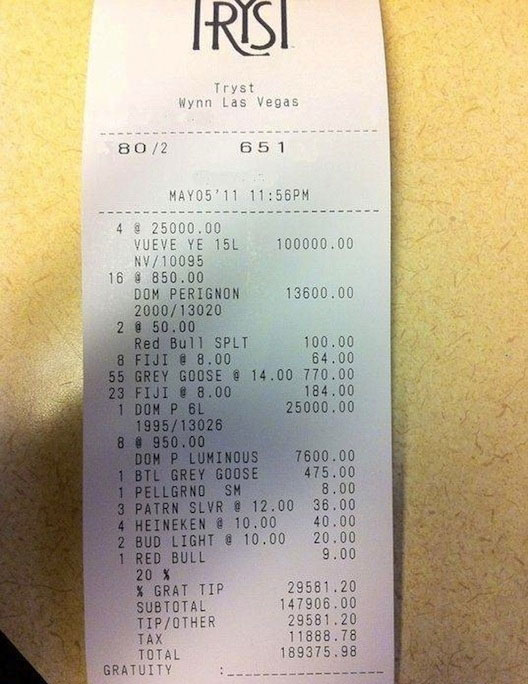 TRYST
Tryst
Wynn Las Vegas
80/2 651
MAY05'11 11:56PM
4 @ 25000.00
VUEVE YE 15L 100000.00
NV/10095
16 @ 850.00
DOM PERIGNON 13600.00
2000/13020
2 @ 50.00
Red Bull SPLT 100.00
8 FIJI @ 8.00 64.00
55 GREY GOOSE @ 14.00 770.00
23 FIJI @ 8.00 184.00
1 DOM P 6L 25000.00
1995/13026
8 @ 950.00
DOM P LUMINOUS 7600.00
1 BTL GREY GOOSE 475.00
1 PELLGRNO SM 8.00
3 PATRN SLVR @ 12.00 36.00
4 HEINEKEN @ 10.00 40.00
2 BUD LIGHT @ 10.00 20.00
1 RED BULL 9.00
20 %
% GRAT TIP 29581.20
SUBTOTAL 147906.00
TIP/OTHER 29581.20
TAX 11888.78
TOTAL 189375.98
GRATUITY :